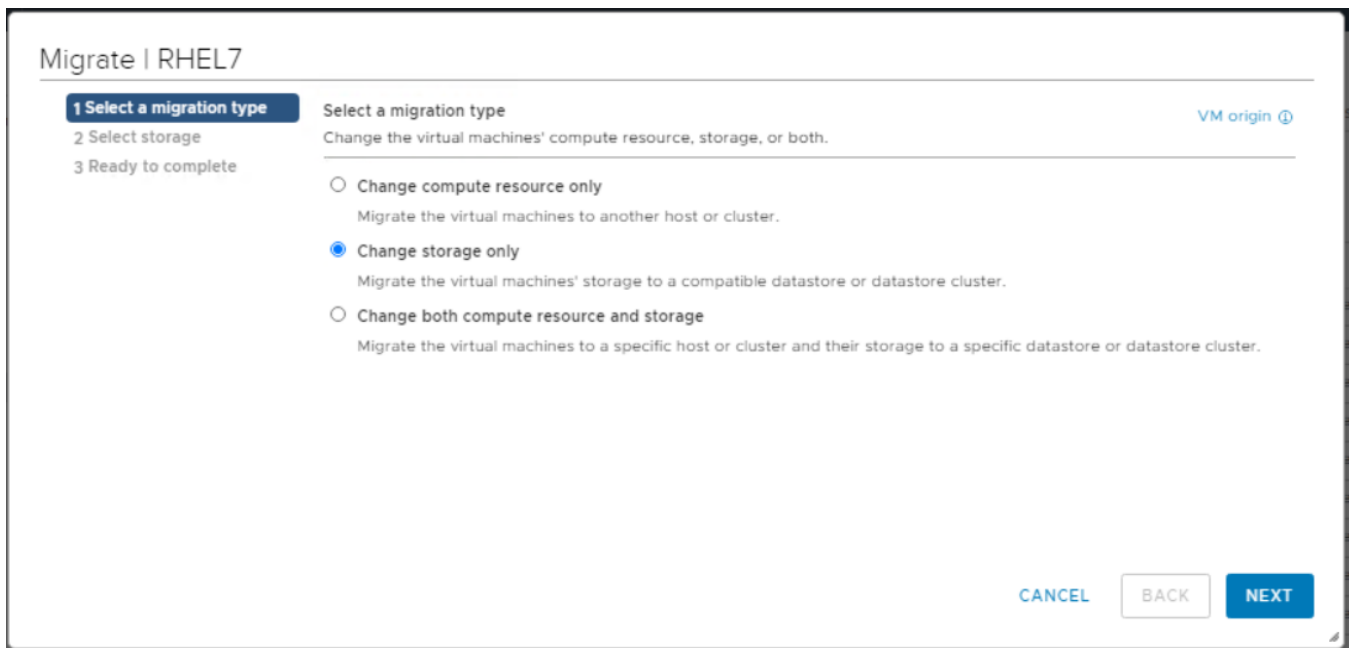 Migrate | RHEL7
1 Select a migration type
2 Select storage
3 Ready to complete
Select a migration type
VM origin
Change the virtual machines' compute resource, storage, or both.
Change compute resource only
Migrate the virtual machines to another host or cluster.
Change storage only
Migrate the virtual machines' storage to a compatible datastore or datastore cluster.
Change both compute resource and storage
Migrate the virtual machines to a specific host or cluster and their storage to a specific datastore or datastore cluster.
CANCEL
BACK
NEXT